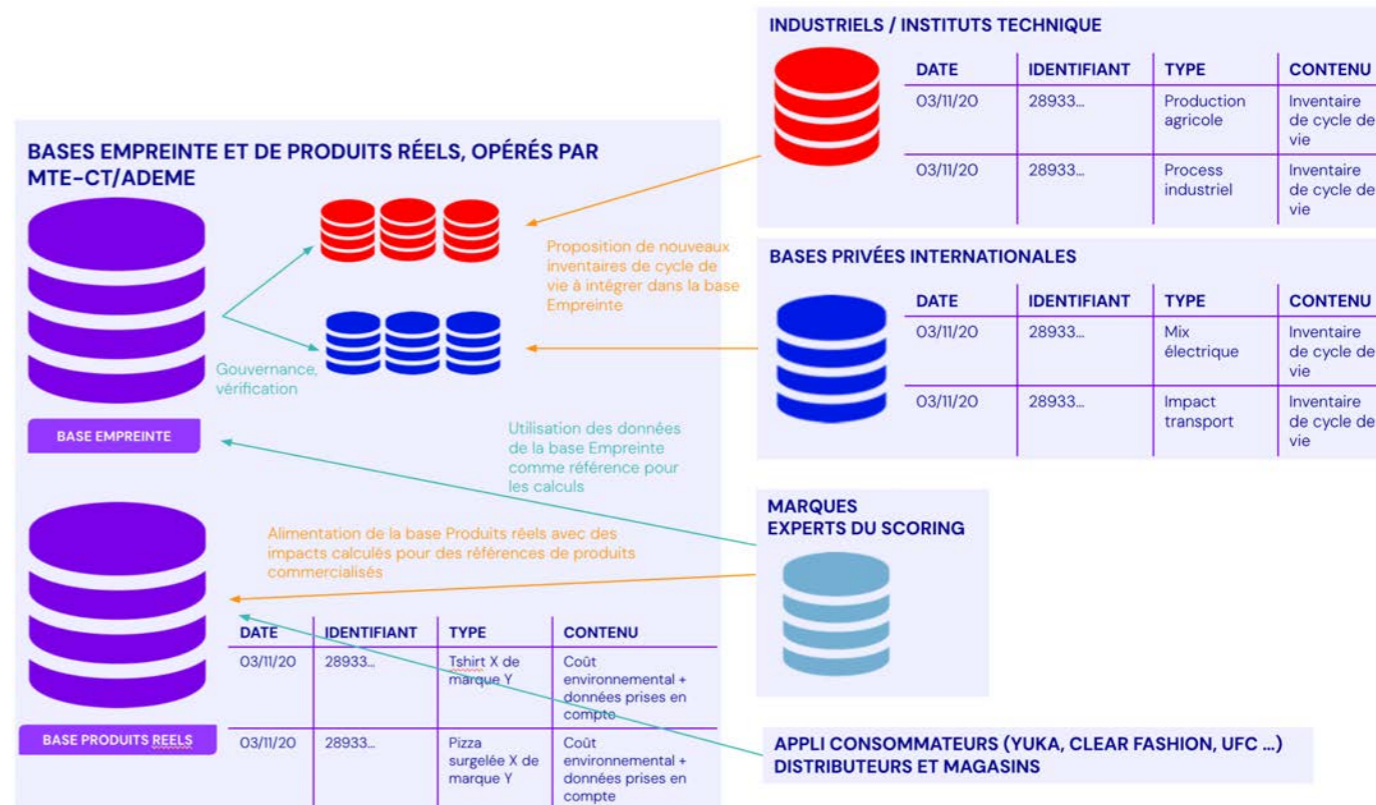 INDUSTRIELS / INSTITUTS TECHNIQUE
DATE IDENTIFIANT TYPE CONTENU
03/11/20 28933... Production Inventaire
agricole de cycle de
vie
03/11/20 28933... Process Inventaire
industriel de cycle de
vie
BASES EMPREINTE ET DE PRODUITS RÉELS, OPÉRÉS PAR
MTE-CT/ADEME
Proposition de nouveaux
inventaires de cycle de
vie à intégrer dans la base
Empreinte
Gouvernance,
vérification
BASE EMPREINTE
BASES PRIVÉES INTERNATIONALES
DATE IDENTIFIANT TYPE CONTENU
03/11/20 28933... Mix Inventaire
électrique de cycle de
vie
03/11/20 28933... Impact Inventaire
transport de cycle de
vie
Utilisation des données
de la base Empreinte
comme référence pour
les calculs
MARQUES
EXPERTS DU SCORING
Alimentation de la base Produits réels avec des
impacts calculés pour des références de produits
commercialisés
DATE IDENTIFIANT TYPE CONTENU
03/11/20 28933... Tshirt X de Coût
marque Y environnemental +
données prises en
compte
BASE PRODUITS REELS
03/11/20 28933... Pizza Coût
surgelée X de environnemental +
marque Y données prises en
compte
APPLI CONSOMMATEURS (YUKA, CLEAR FASHION, UFC ...)
DISTRIBUTEURS ET MAGASINS